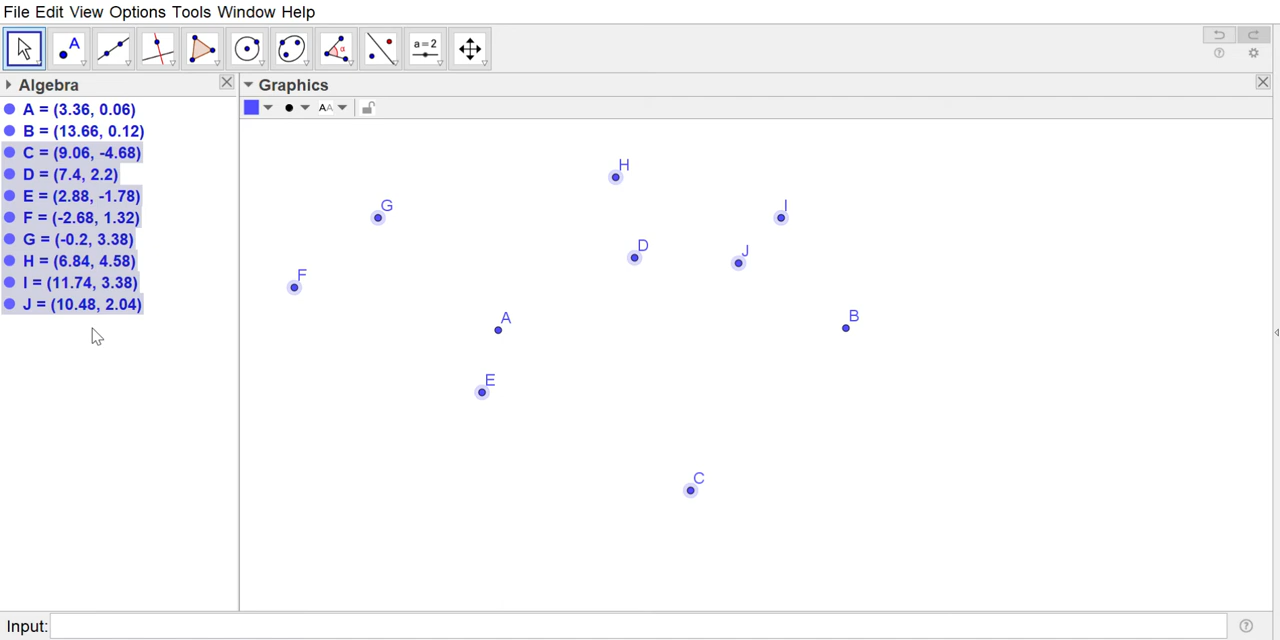 File Edit View Options Tools Window Help
A
α
a=2
Algebra
Graphics
AA
A = (3.36, 0.06)
B = (13.66, 0.12)
C = (9.06, -4.68)
D = (7.4, 2.2)
E = (2.88, -1.78)
F = (-2.68, 1.32)
G = (-0.2, 3.38)
H = (6.84, 4.58)
I = (11.74, 3.38)
J = (10.48, 2.04)
H
G
I
D
J
F
A
B
E
C
Input: